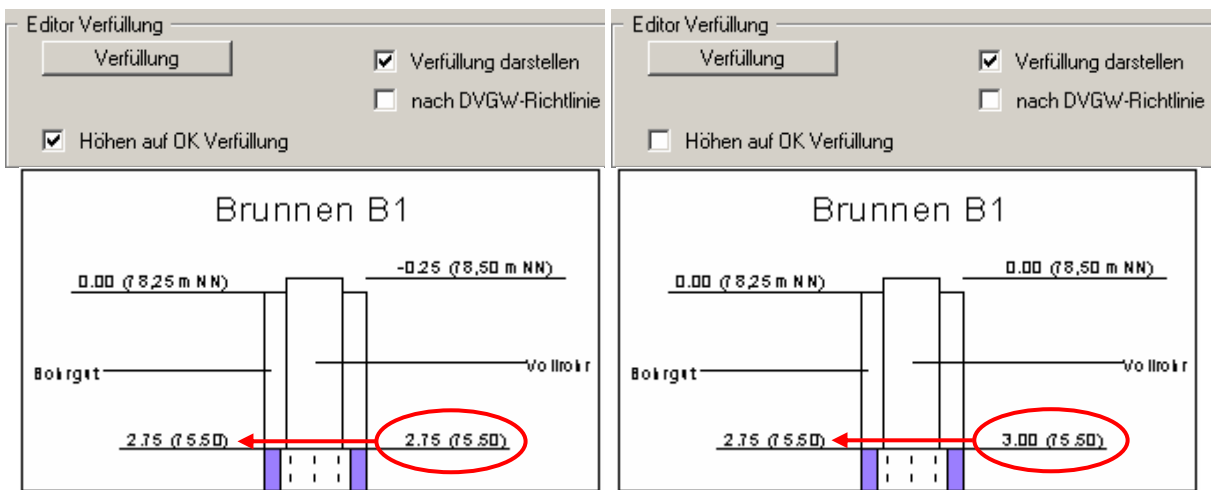 Editor Verfüllung
Verfüllung
Verfüllung darstellen
nach DVGW-Richtlinie
Höhen auf OK Verfüllung
Brunnen B1
-0.25 (78,50 m NN)
0.00 (78,25 m NN)
Bohrgut
Vollrohr
2.75 (75.50)
2.75 (75.50)
Editor Verfüllung
Verfüllung
Verfüllung darstellen
nach DVGW-Richtlinie
Höhen auf OK Verfüllung
Brunnen B1
0.00 (78,50 m NN)
0.00 (78,25 m NN)
Bohrgut
Vollrohr
2.75 (75.50)
3.00 (75.50)